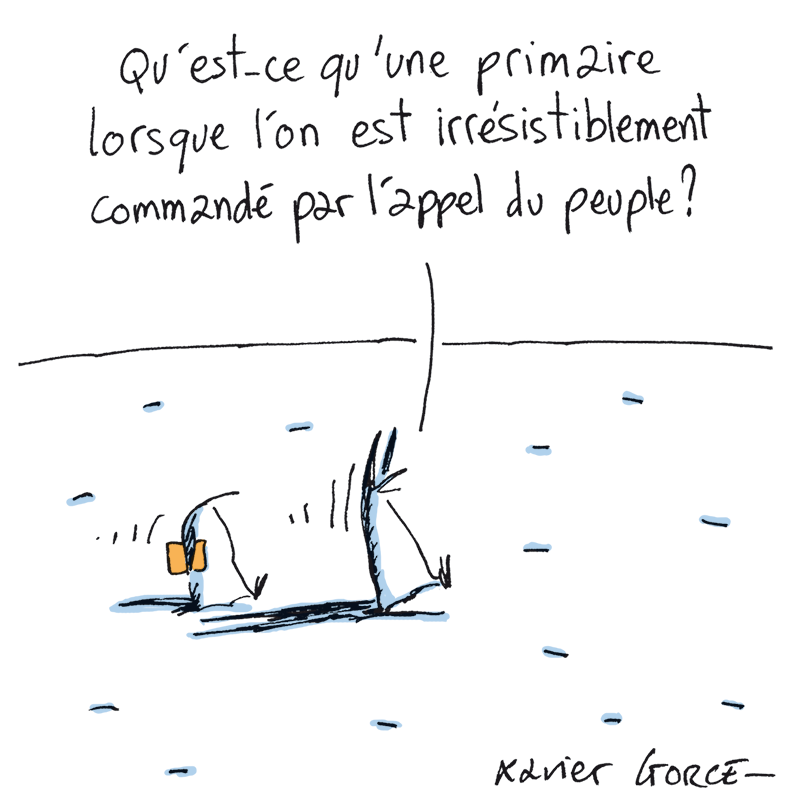 Qu'est-ce qu'une primaire
lorsque l'on est irrésistiblement
commandé par l'appel du peuple?
Xavier GORCE